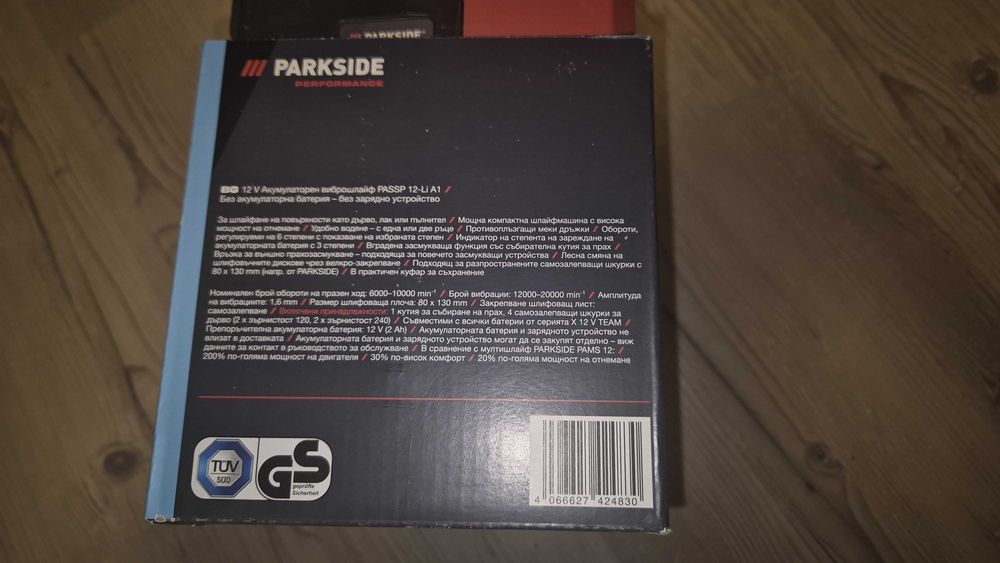 PARKSIDE
/// PARKSIDE
PERFORMANCE
BG 12 V Акумулаторен виброшлайф PASSP 12-Li A1 /
Без акумулаторна батерия – без зарядно устройство
За шлайфане на повърхности като дърво, лак или пълнител / Мощна компактна шлайфмашина с висока
мощност на отнемане / Удобно водене – с една или две ръце / Противоплъзгащи меки дръжки / Обороти,
регулируеми на 6 степени с показване на избраната степен / Индикатор на степента на зареждане на
акумулаторната батерия с 3 степени / Вградена засмукваща функция със събирателна кутия за прах /
Връзка за външно прахозасмукване – подходяща за повечето засмукващи устройства / Лесна смяна на
шлифовъчните дискове чрез велкро-закрепване / Подходящ за разпространените самозалепващи шкурки с
80 x 130 mm (напр. от PARKSIDE) / В практичен куфар за съхранение
Номинален брой обороти на празен ход: 6000–10000 min⁻¹ / Брой вибрации: 12000–20000 min⁻¹ / Амплитуда
на вибрациите: 1,6 mm / Размер шлифоваща плоча: 80 x 130 mm / Закрепване шлифовъщ лист:
самозалепване / Включени принадлежности: 1 кутия за събиране на прах, 4 самозалепващи шкурки за
дърво (2 x зърнистост 120, 2 x зърнистост 240) / Съвместими с всички батерии от серията X 12 V TEAM /
Препоръчителна акумулаторна батерия: 12 V (2 Ah) / Акумулаторната батерия и зарядното устройство не
влизат в доставката / Акумулаторната батерия и зарядното устройство могат да се закупят отделно – виж
данните за контакт в ръководството за обслужване / В сравнение с мултишлайф PARKSIDE PAMS 12: /
200% по-голяма мощност на двигателя / 30% по-висок комфорт / 20% по-голяма мощност на отнемане
TÜV
SÜD
GS
geprüfte
Sicherheit
4 066627 424830